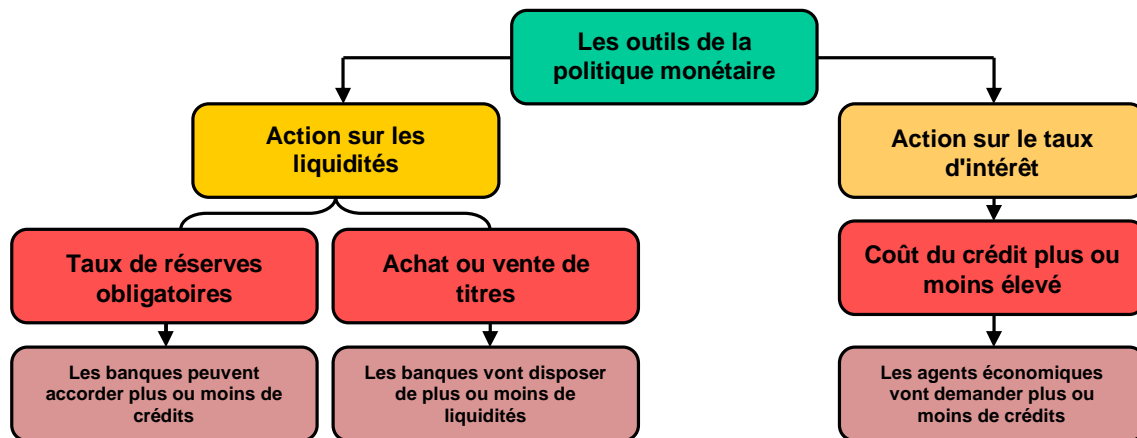 Les outils de la
politique monétaire
Action sur les
liquidités
Action sur le taux
d'intérêt
Taux de réserves
obligatoires
Achat ou vente de
titres
Coût du crédit plus ou
moins élevé
Les banques peuvent
accorder plus ou moins de
crédits
Les banques vont disposer
de plus ou moins de
liquidités
Les agents économiques
vont demander plus ou
moins de crédits